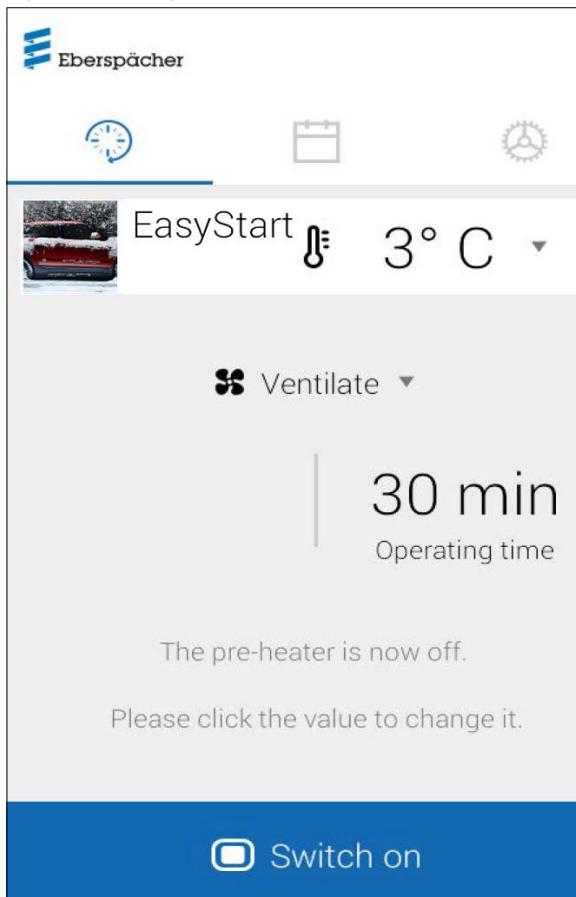 Eberspächer
EasyStart 3° C
Ventilate
30 min
Operating time
The pre-heater is now off.
Please click the value to change it.
Switch on